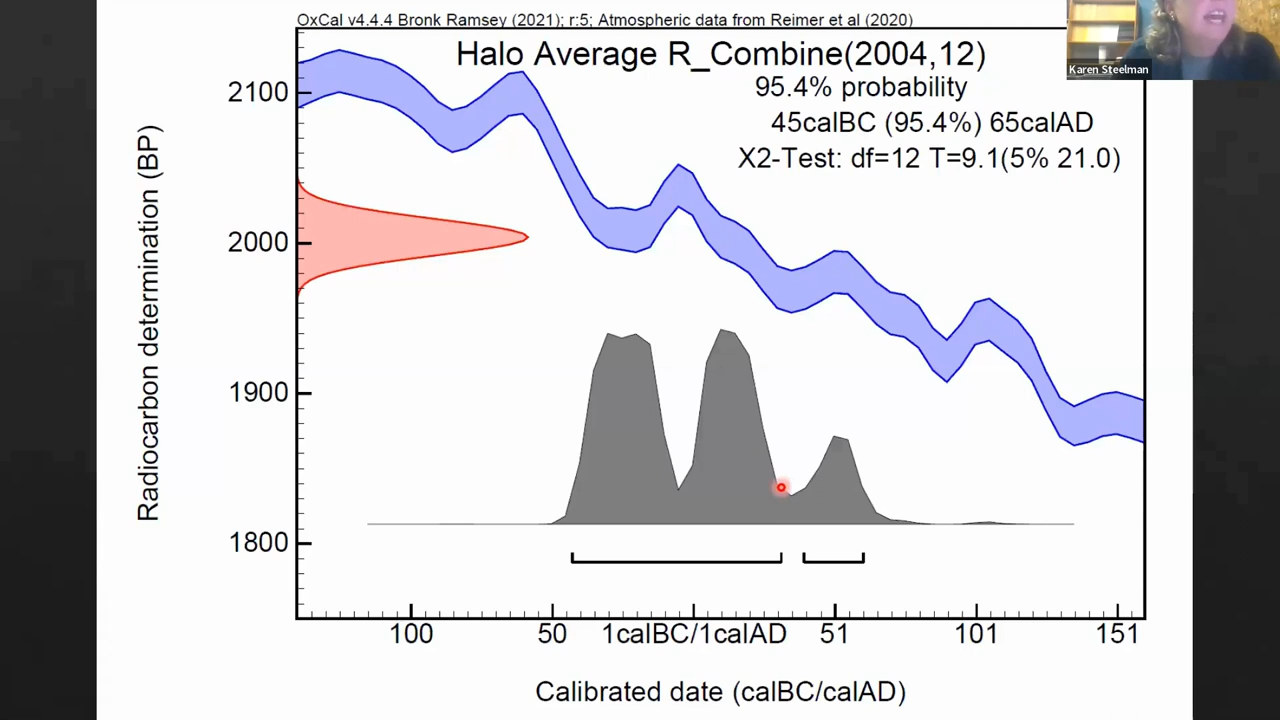 OxCal v4.4.4 Bronk Ramsey (2021); r:5; Atmospheric data from Reimer et al (2020)
Karen Steelman
Halo Average R_Combine(2004,12)
95.4% probability
45calBC (95.4%) 65calAD
X2-Test: df=12 T=9.1(5% 21.0)
Radiocarbon determination (BP)
2100
2000
1900
1800
100 50 1calBC/1calAD 51 101 151
Calibrated date (calBC/calAD)